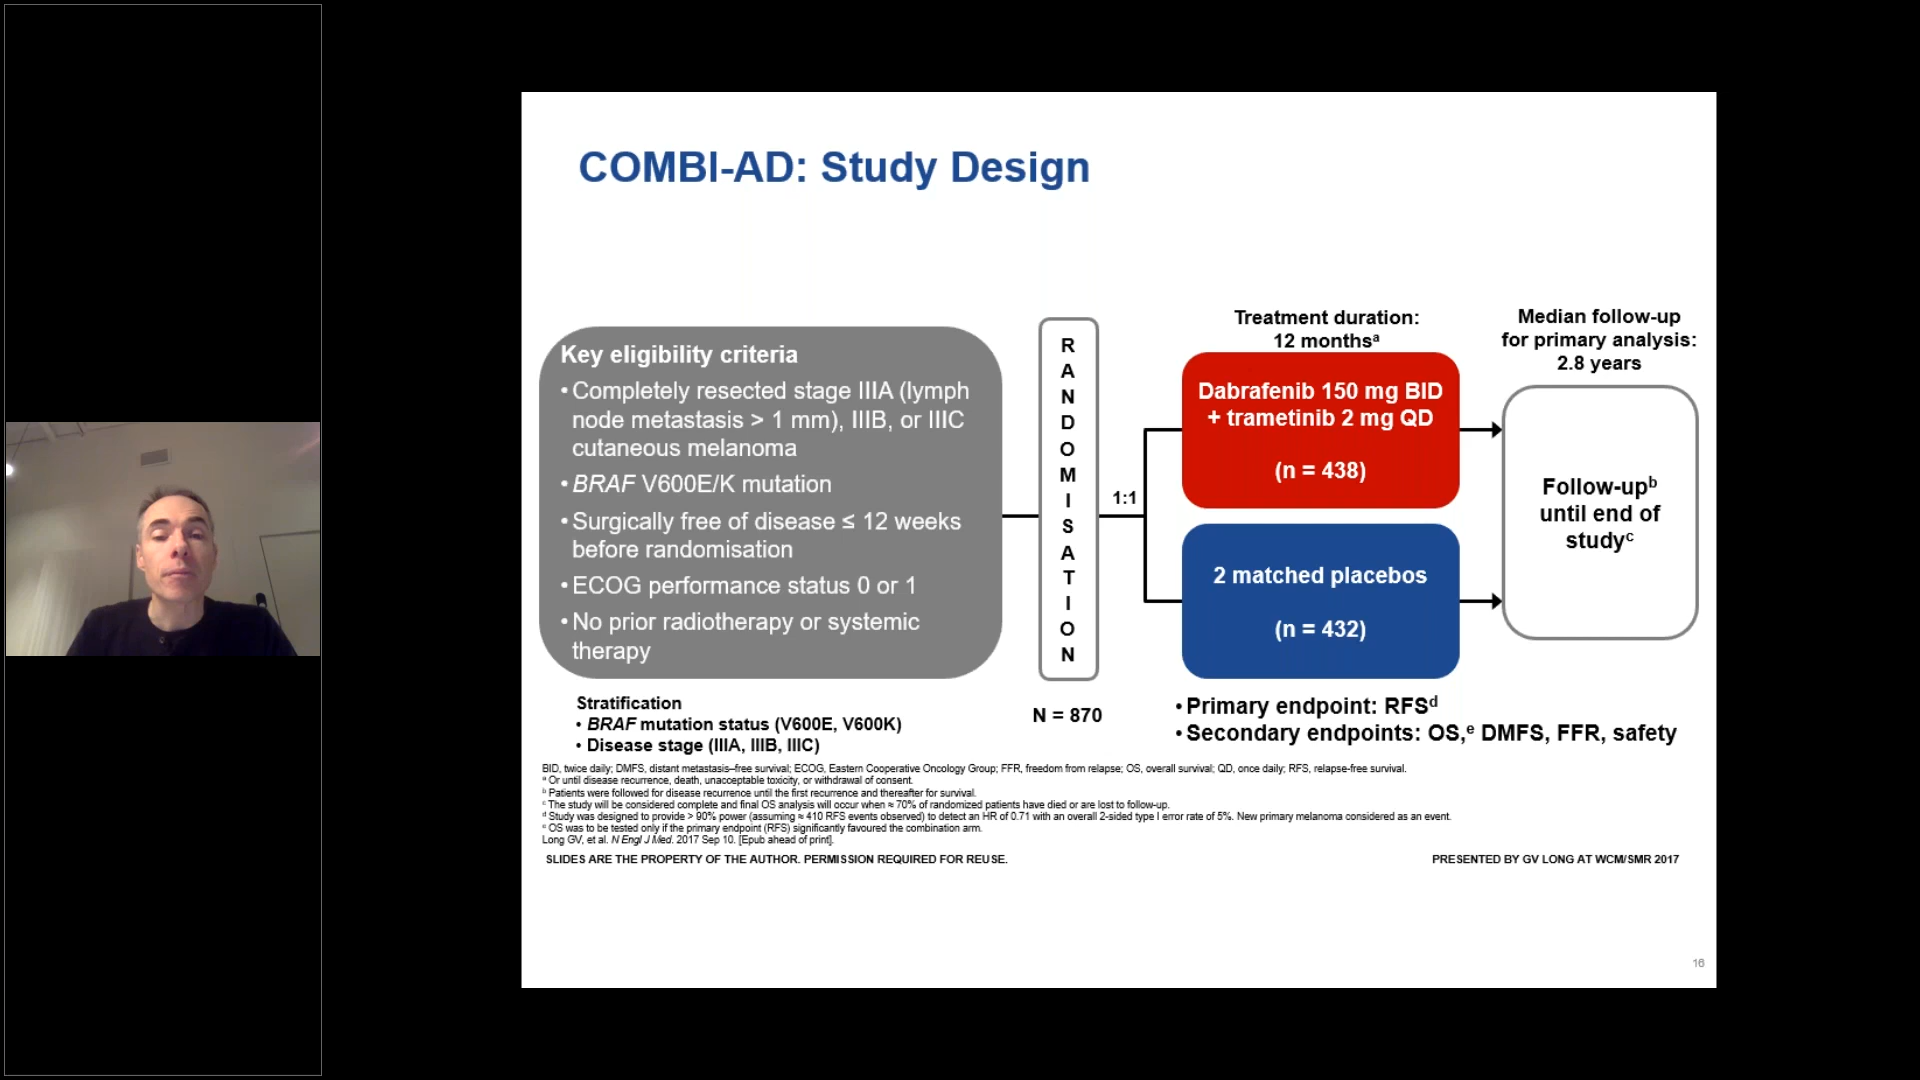 COMBI-AD: Study Design
Key eligibility criteria
• Completely resected stage IIIA (lymph
node metastasis > 1 mm), IIIB, or IIIC
cutaneous melanoma
• BRAF V600E/K mutation
• Surgically free of disease ≤ 12 weeks
before randomisation
• ECOG performance status 0 or 1
• No prior radiotherapy or systemic
therapy
Stratification
• BRAF mutation status (V600E, V600K)
• Disease stage (IIIA, IIIB, IIIC)
R
A
N
D
O
M
I
S
A
T
I
O
N
N = 870
1:1
Treatment duration:
12 monthsᵃ
Dabrafenib 150 mg BID
+ trametinib 2 mg QD
(n = 438)
2 matched placebos
(n = 432)
Median follow-up
for primary analysis:
2.8 years
Follow-upᵇ
until end of
studyᶜ
• Primary endpoint: RFSᵈ
• Secondary endpoints: OS,ᵉ DMFS, FFR, safety
BID, twice daily; DMFS, distant metastasis–free survival; ECOG, Eastern Cooperative Oncology Group; FFR, freedom from relapse; OS, overall survival; QD, once daily; RFS, relapse-free survival.
ᵃ Or until disease recurrence, death, unacceptable toxicity, or withdrawal of consent.
ᵇ Patients were followed for disease recurrence until the first recurrence and thereafter for survival.
ᶜ The study will be considered complete and final OS analysis will occur when ≈ 70% of randomized patients have died or are lost to follow-up.
ᵈ Study was designed to provide > 90% power (assuming ≈ 410 RFS events observed) to detect an HR of 0.71 with an overall 2-sided type I error rate of 5%. New primary melanoma considered as an event.
ᵉ OS was to be tested only if the primary endpoint (RFS) significantly favoured the combination arm.
Long GV, et al. N Engl J Med. 2017 Sep 10. [Epub ahead of print].
SLIDES ARE THE PROPERTY OF THE AUTHOR. PERMISSION REQUIRED FOR REUSE.
PRESENTED BY GV LONG AT WCM/SMR 2017
16